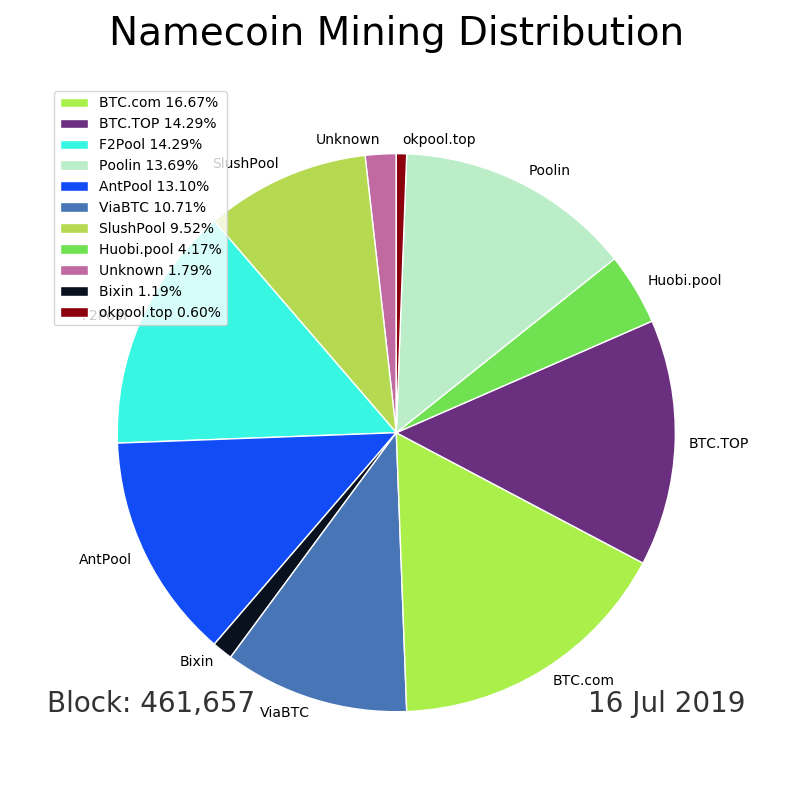 Namecoin Mining Distribution
BTC.com 16.67%
BTC.TOP 14.29%
F2Pool 14.29%
Poolin 13.69%
AntPool 13.10%
ViaBTC 10.71%
SlushPool 9.52%
Huobi.pool 4.17%
Unknown 1.79%
Bixin 1.19%
okpool.top 0.60%
Unknown
okpool.top
SlushPool
Poolin
Huobi.pool
F2Pool
BTC.TOP
AntPool
Bixin
BTC.com
ViaBTC
Block: 461,657
16 Jul 2019